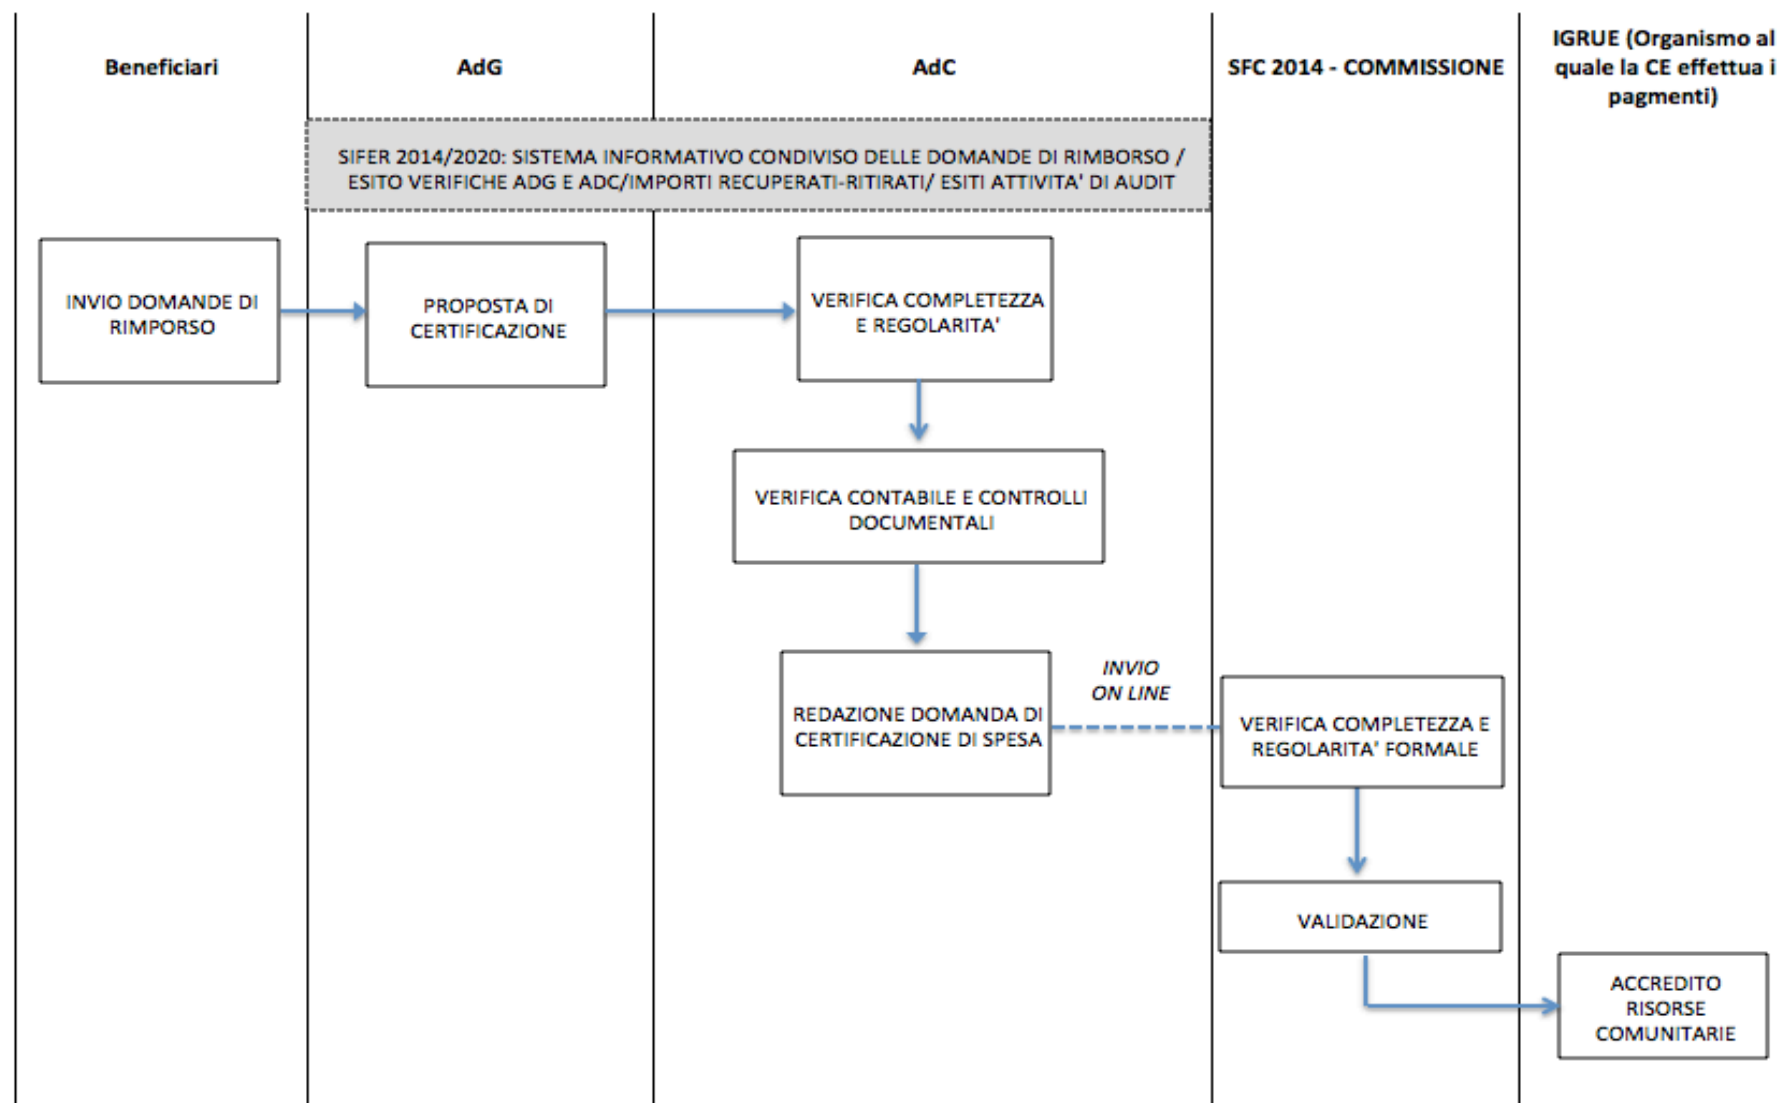 Beneficiari
AdG
AdC
SFC 2014 - COMMISSIONE
IGRUE (Organismo al
quale la CE effettua i
pagmenti)
SIFER 2014/2020: SISTEMA INFORMATIVO CONDIVISO DELLE DOMANDE DI RIMBORSO /
ESITO VERIFICHE ADG E ADC/IMPORTI RECUPERATI-RITIRATI/ ESITI ATTIVITA' DI AUDIT
INVIO DOMANDE DI
RIMPORSO
PROPOSTA DI
CERTIFICAZIONE
VERIFICA COMPLETEZZA
E REGOLARITA'
VERIFICA CONTABILE E CONTROLLI
DOCUMENTALI
REDAZIONE DOMANDA DI
CERTIFICAZIONE DI SPESA
INVIO
ON LINE
VERIFICA COMPLETEZZA E
REGOLARITA' FORMALE
VALIDAZIONE
ACCREDITO
RISORSE
COMUNITARIE